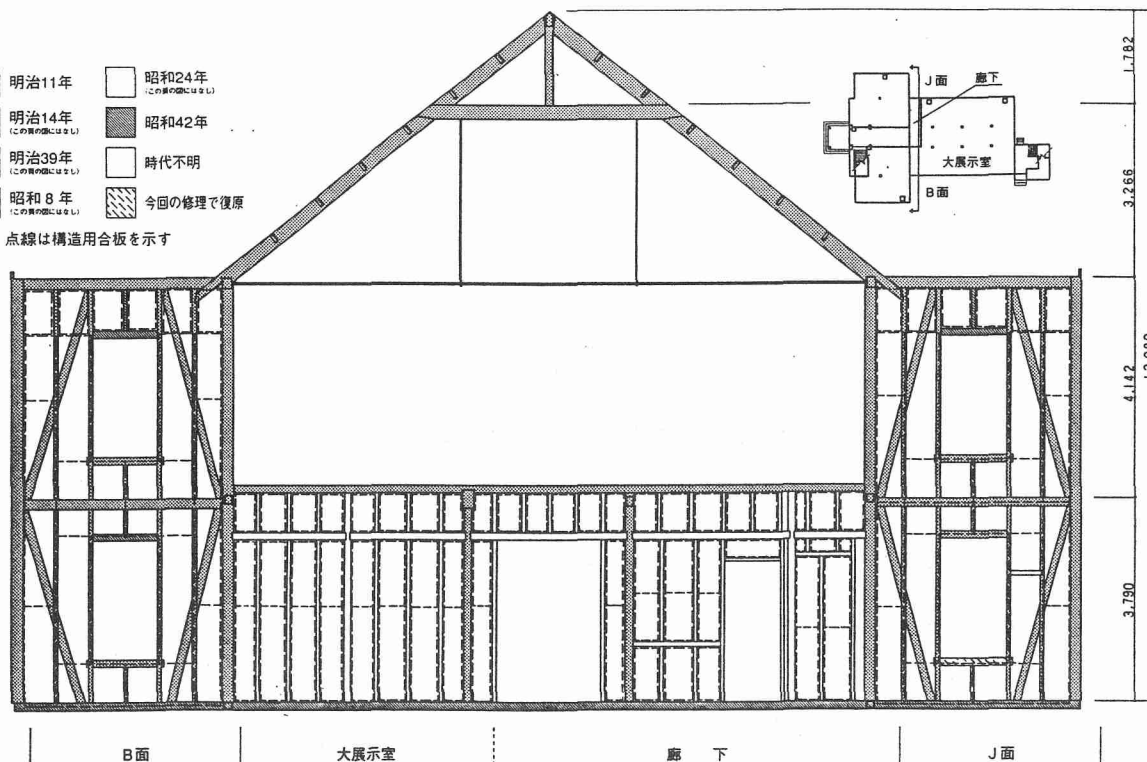 明治11年
明治14年
(この頁の図にはなし)
明治39年
(この頁の図にはなし)
昭和8年
(この頁の図にはなし)
昭和24年
(この頁の図にはなし)
昭和42年
時代不明
今回の修理で復原
点線は構造用合板を示す
J面
廊下
大展示室
B面
1.782
3.266
4.142
3.790
B面
大展示室
廊 下
J面